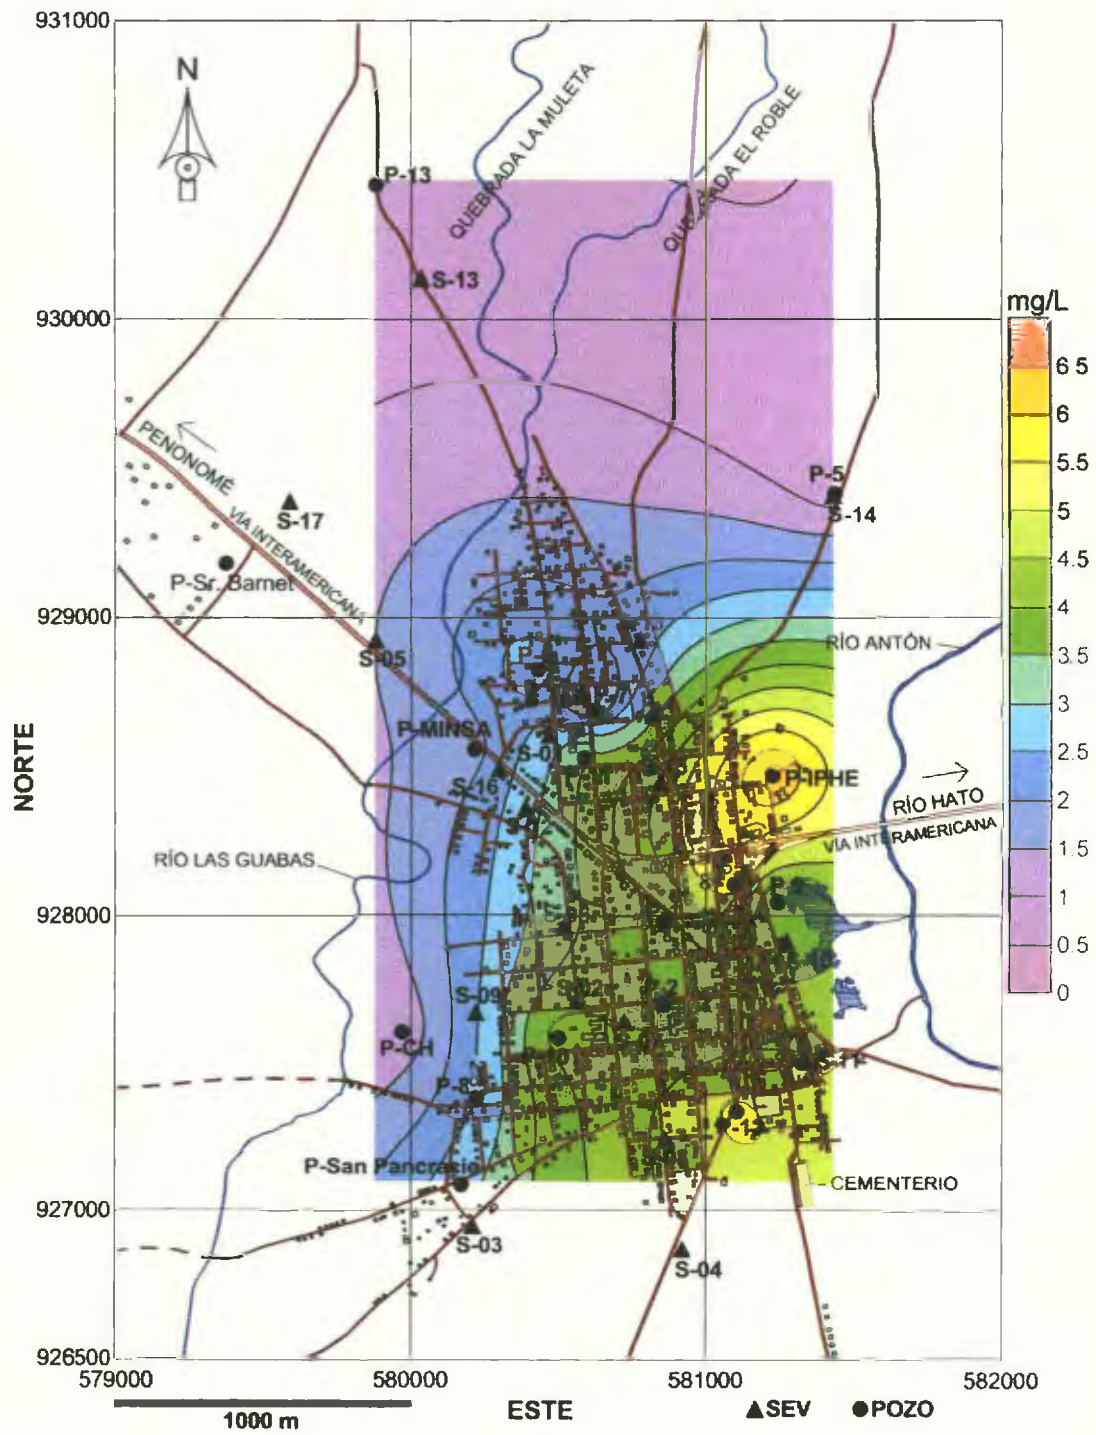 931000
N
QUEBRADA LA MULETA
QUEBRADA EL ROBLE
P-13
S-13
930000
mg/L
6.5
6
5.5
5
4.5
4
3.5
3
2.5
2
1.5
1
0.5
0
PENONOMÉ
VÍA INTERAMERICANA
P-5
S-14
S-17
P-Sr. Barnet
929000
S-05
RÍO ANTÓN
P-MINSA
S-16
P-IPHE
RÍO HATO
VÍA INTERAMERICANA
RÍO LAS GUABAS
928000
S-09
P-CH
P-8
P-San Pancracio
CEMENTERIO
927000
S-03
S-04
926500
579000
580000
581000
582000
NORTE
1000 m
ESTE
SEV
POZO